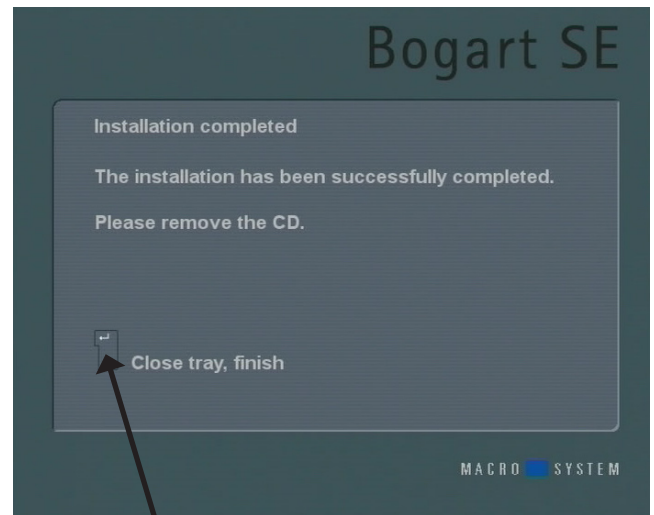 Bogart SE
Installation completed
The installation has been successfully completed.
Please remove the CD.
Close tray, finish
MACRO SYSTEM